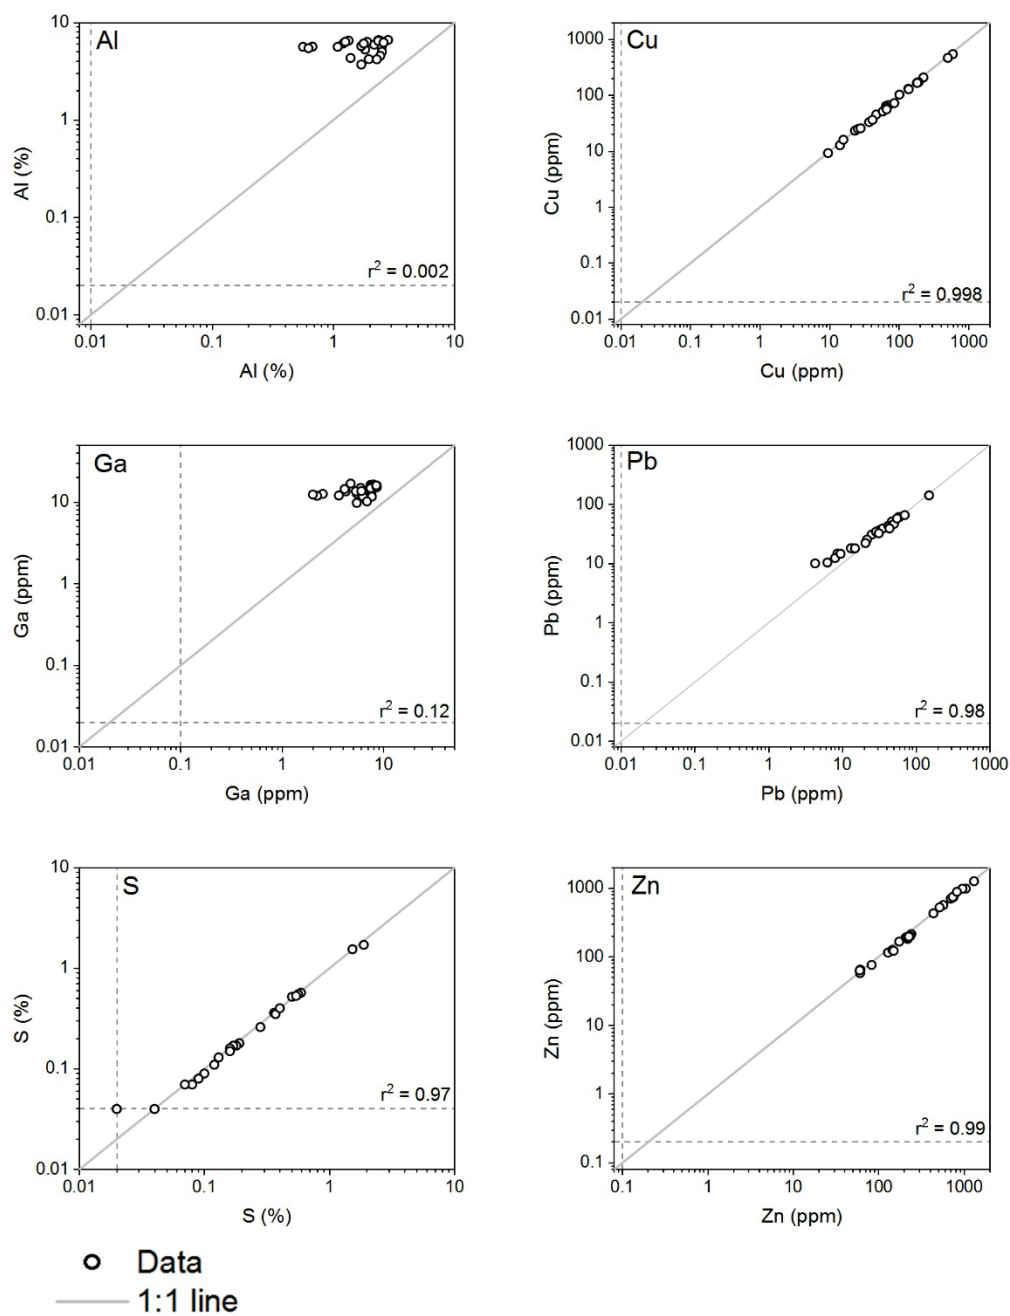 Al
10
1
0.1
0.01
Al (%)
r² = 0.002
0.01 0.1 1 10
Al (%)
Cu
1000
100
10
1
0.1
0.01
Cu (ppm)
r² = 0.998
0.01 0.1 1 10 100 1000
Cu (ppm)
Ga
10
1
0.1
0.01
Ga (ppm)
r² = 0.12
0.01 0.1 1 10
Ga (ppm)
Pb
1000
100
10
1
0.1
0.01
Pb (ppm)
r² = 0.98
0.01 0.1 1 10 100 1000
Pb (ppm)
S
10
1
0.1
0.01
S (%)
r² = 0.97
0.01 0.1 1 10
S (%)
Zn
1000
100
10
1
0.1
Zn (ppm)
r² = 0.99
0.1 1 10 100 1000
Zn (ppm)
Data
1:1 line